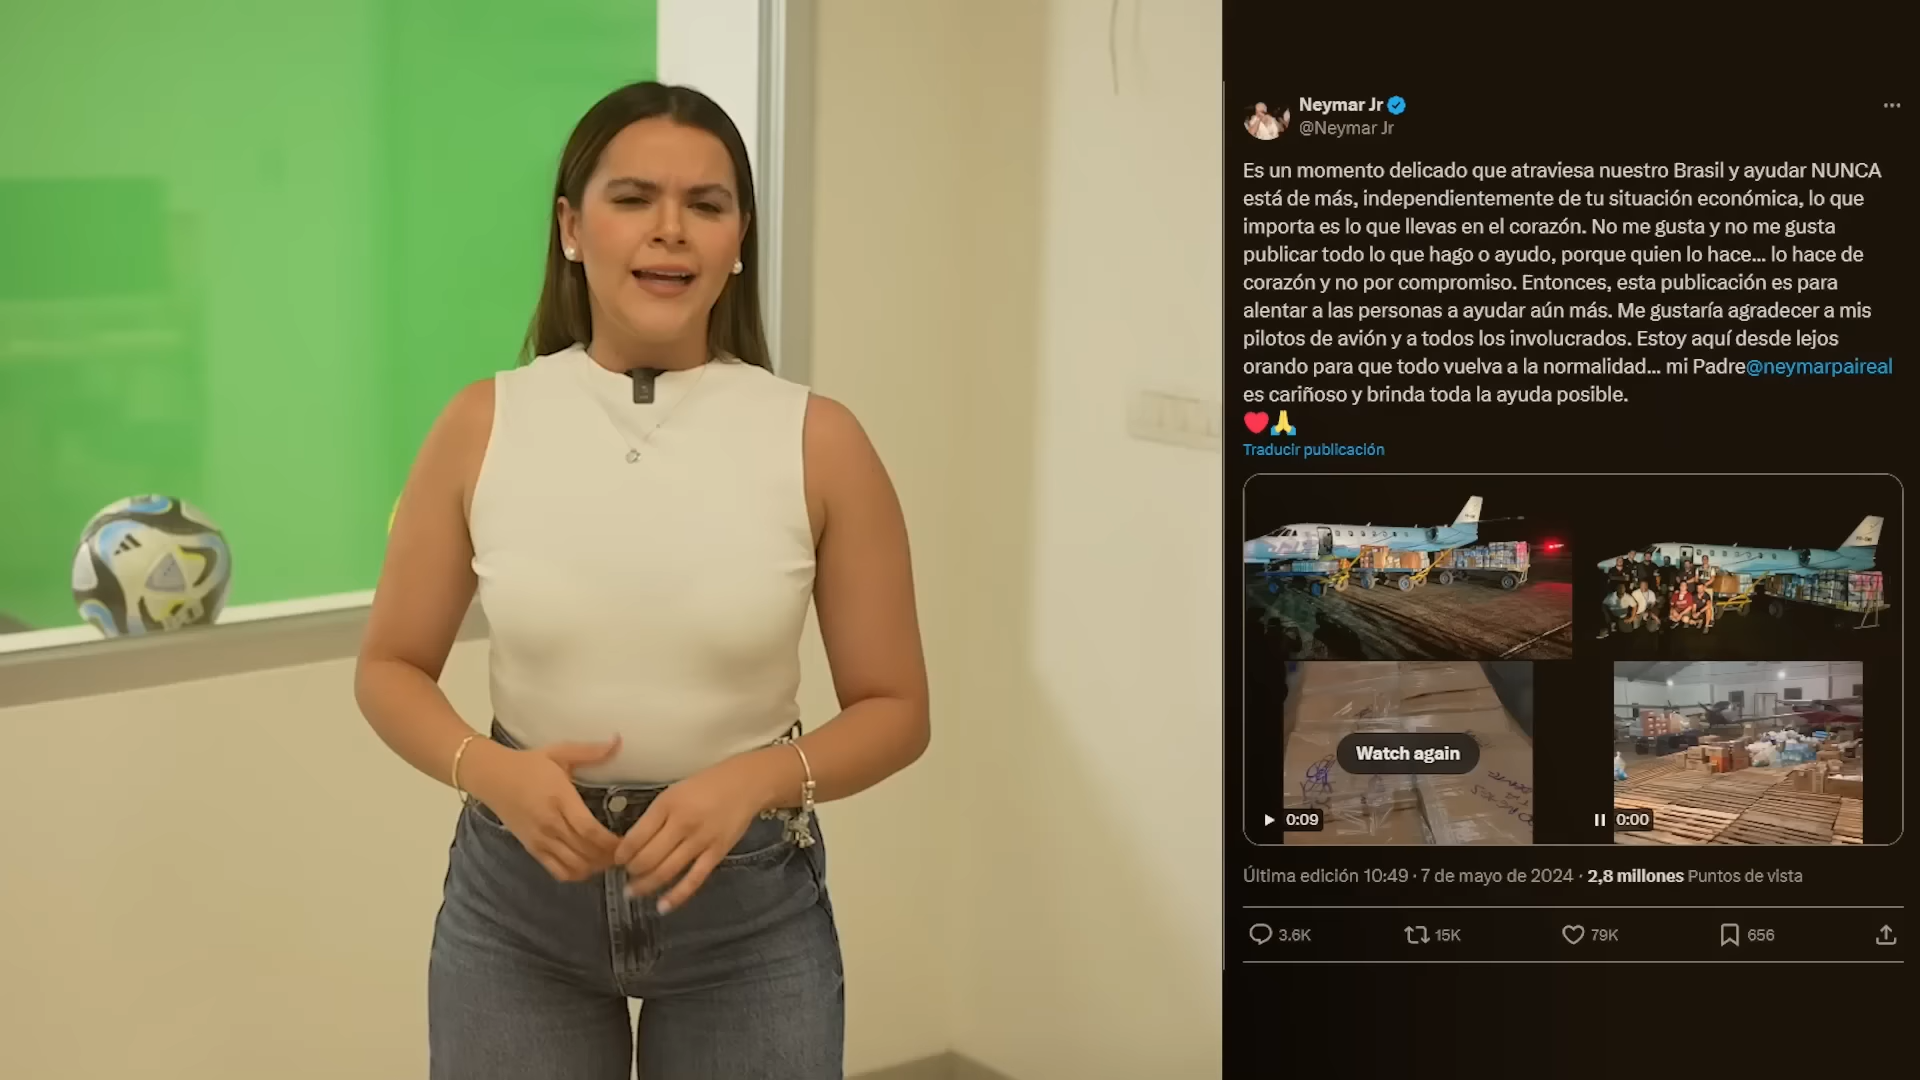 Neymar Jr
@Neymar Jr
Es un momento delicado que atraviesa nuestro Brasil y ayudar NUNCA
está de más, independientemente de tu situación económica, lo que
importa es lo que llevas en el corazón. No me gusta y no me gusta
publicar todo lo que hago o ayudo, porque quien lo hace... lo hace de
corazón y no por compromiso. Entonces, esta publicación es para
alentar a las personas a ayudar aún más. Me gustaría agradecer a mis
pilotos de avión y a todos los involucrados. Estoy aquí desde lejos
orando para que todo vuelva a la normalidad... mi Padre@neymarpaireal
es cariñoso y brinda toda la ayuda posible.
❤️🙏
Traducir publicación
Watch again
0:09
0:00
Última edición 10:49 · 7 de mayo de 2024 · 2,8 millones Puntos de vista
3.6K 15K 79K 656